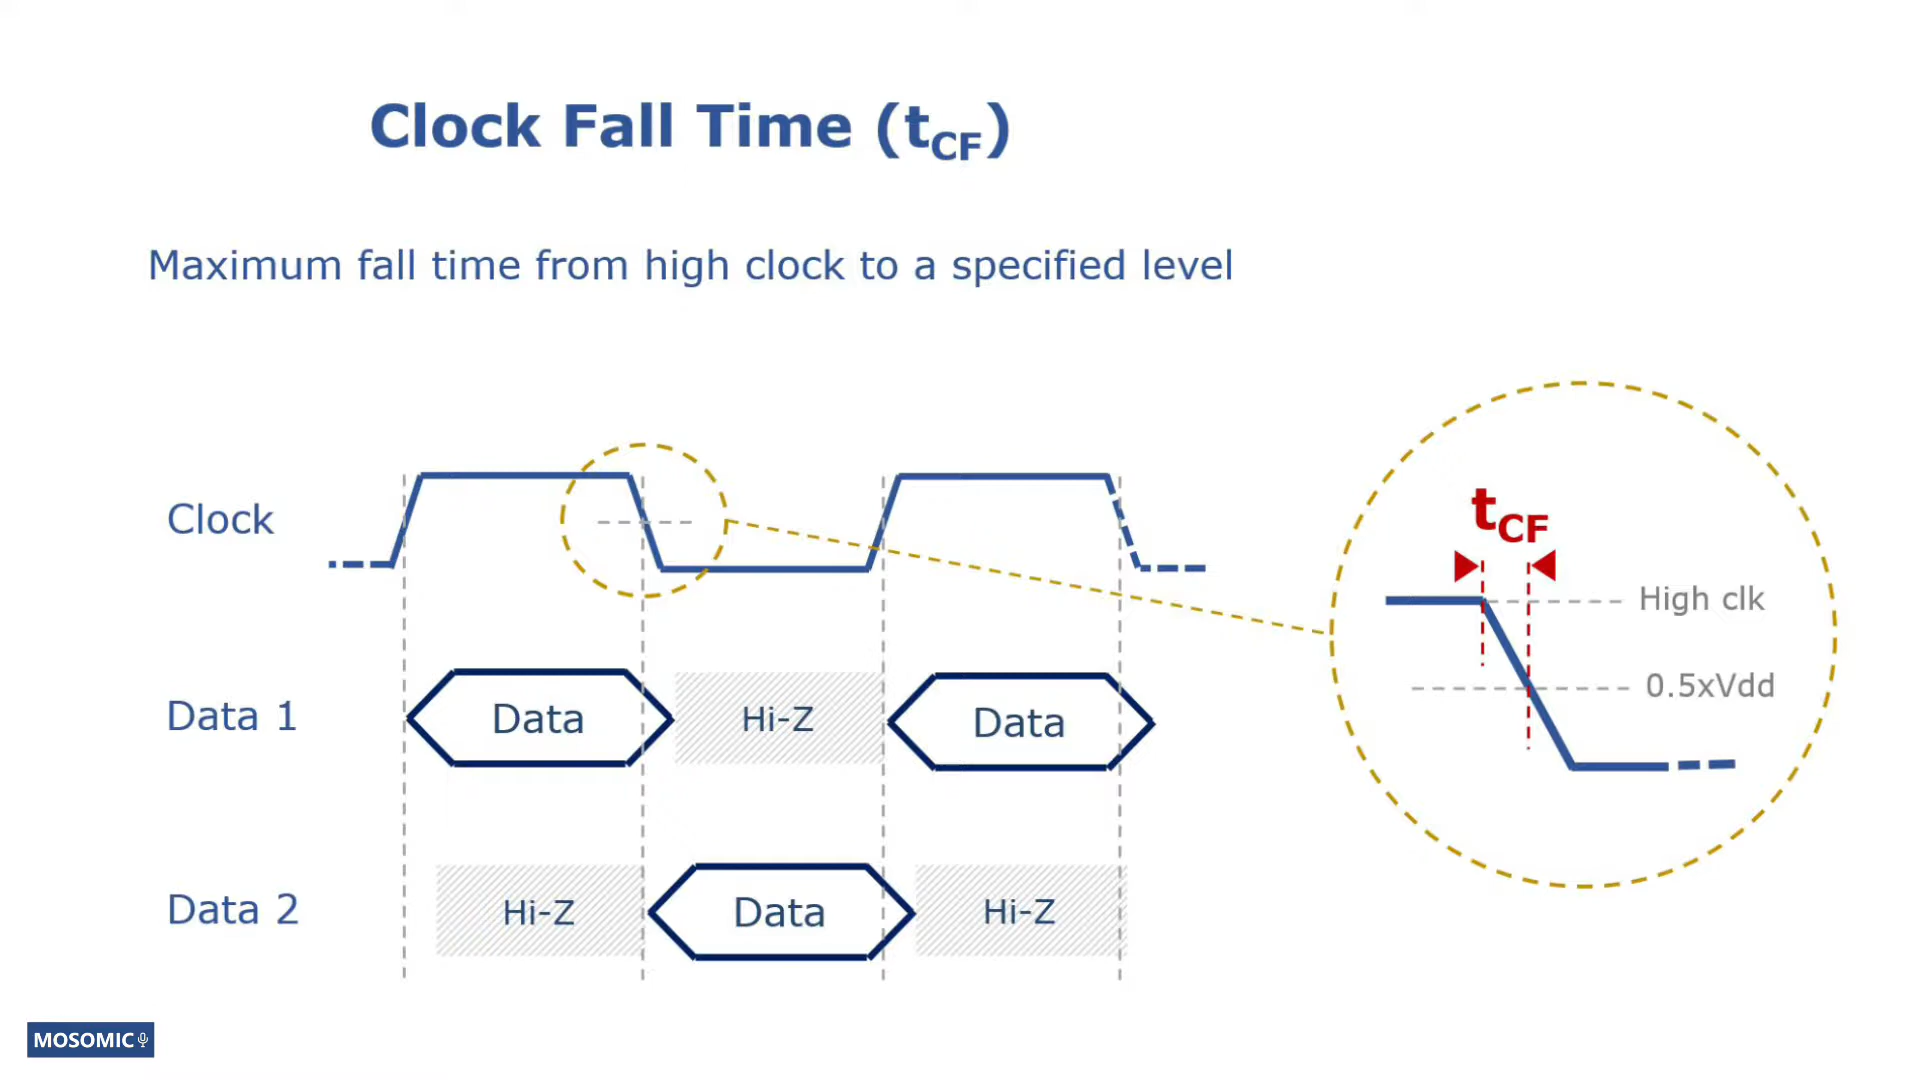 Clock Fall Time (tCF)
Maximum fall time from high clock to a specified level
Clock
tCF
High clk
0.5xVdd
Data 1
Data
Hi-Z
Data
Data 2
Hi-Z
Data
Hi-Z
MOSOMIC